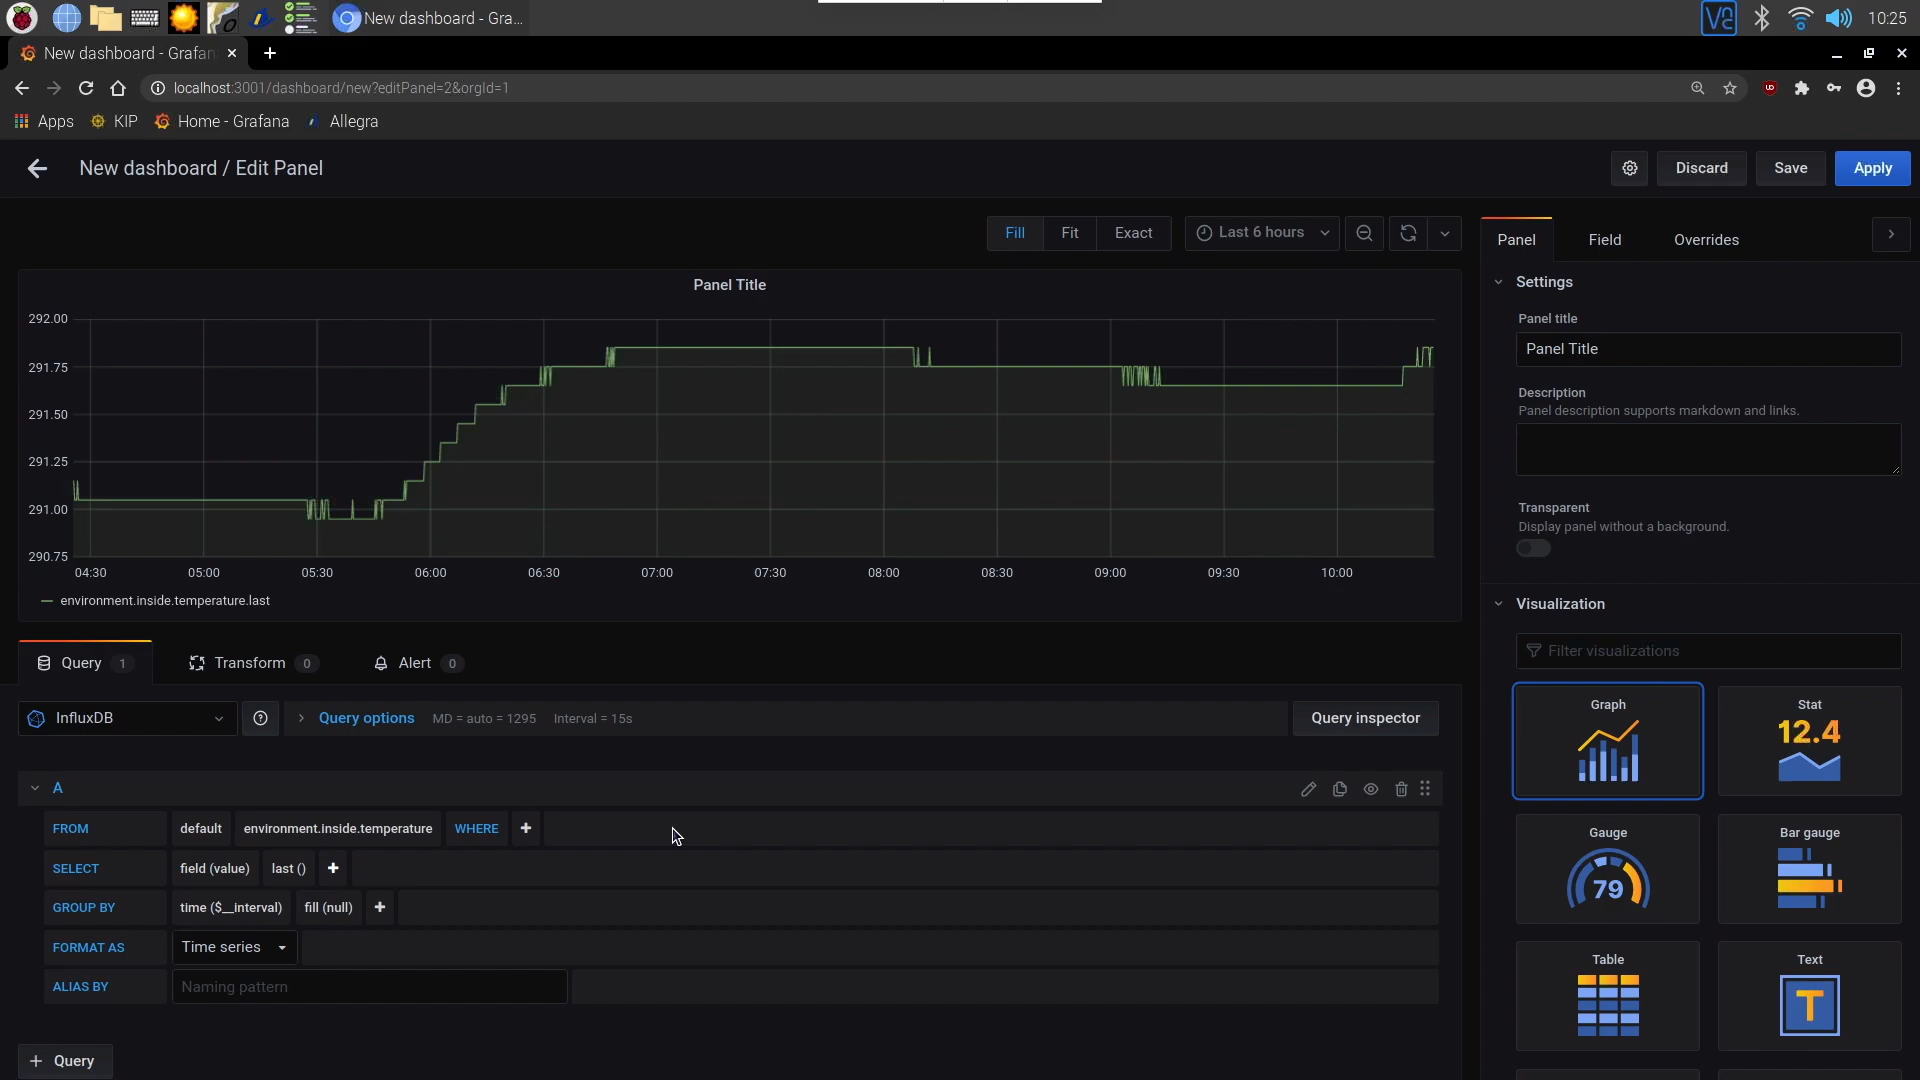 New dashboard - Gra...
10:25
New dashboard - Grafan
localhost:3001/dashboard/new?editPanel=2&orgId=1
Apps KIP Home - Grafana Allegra
New dashboard / Edit Panel
Discard Save Apply
Fill Fit Exact Last 6 hours
Panel Field Overrides
Settings
Panel Title
Panel title
Panel Title
Description
Panel description supports markdown and links.
Transparent
Display panel without a background.
292.00
291.75
291.50
291.25
291.00
290.75
04:30 05:00 05:30 06:00 06:30 07:00 07:30 08:00 08:30 09:00 09:30 10:00
environment.inside.temperature.last
Visualization
Filter visualizations
Query 1 Transform 0 Alert 0
InfluxDB Query options MD = auto = 1295 Interval = 15s Query inspector
Graph
Stat
12.4
A
FROM default environment.inside.temperature WHERE +
SELECT field (value) last () +
GROUP BY time ($__interval) fill (null) +
FORMAT AS Time series
ALIAS BY Naming pattern
+ Query
Gauge
79
Bar gauge
Table
Text
T